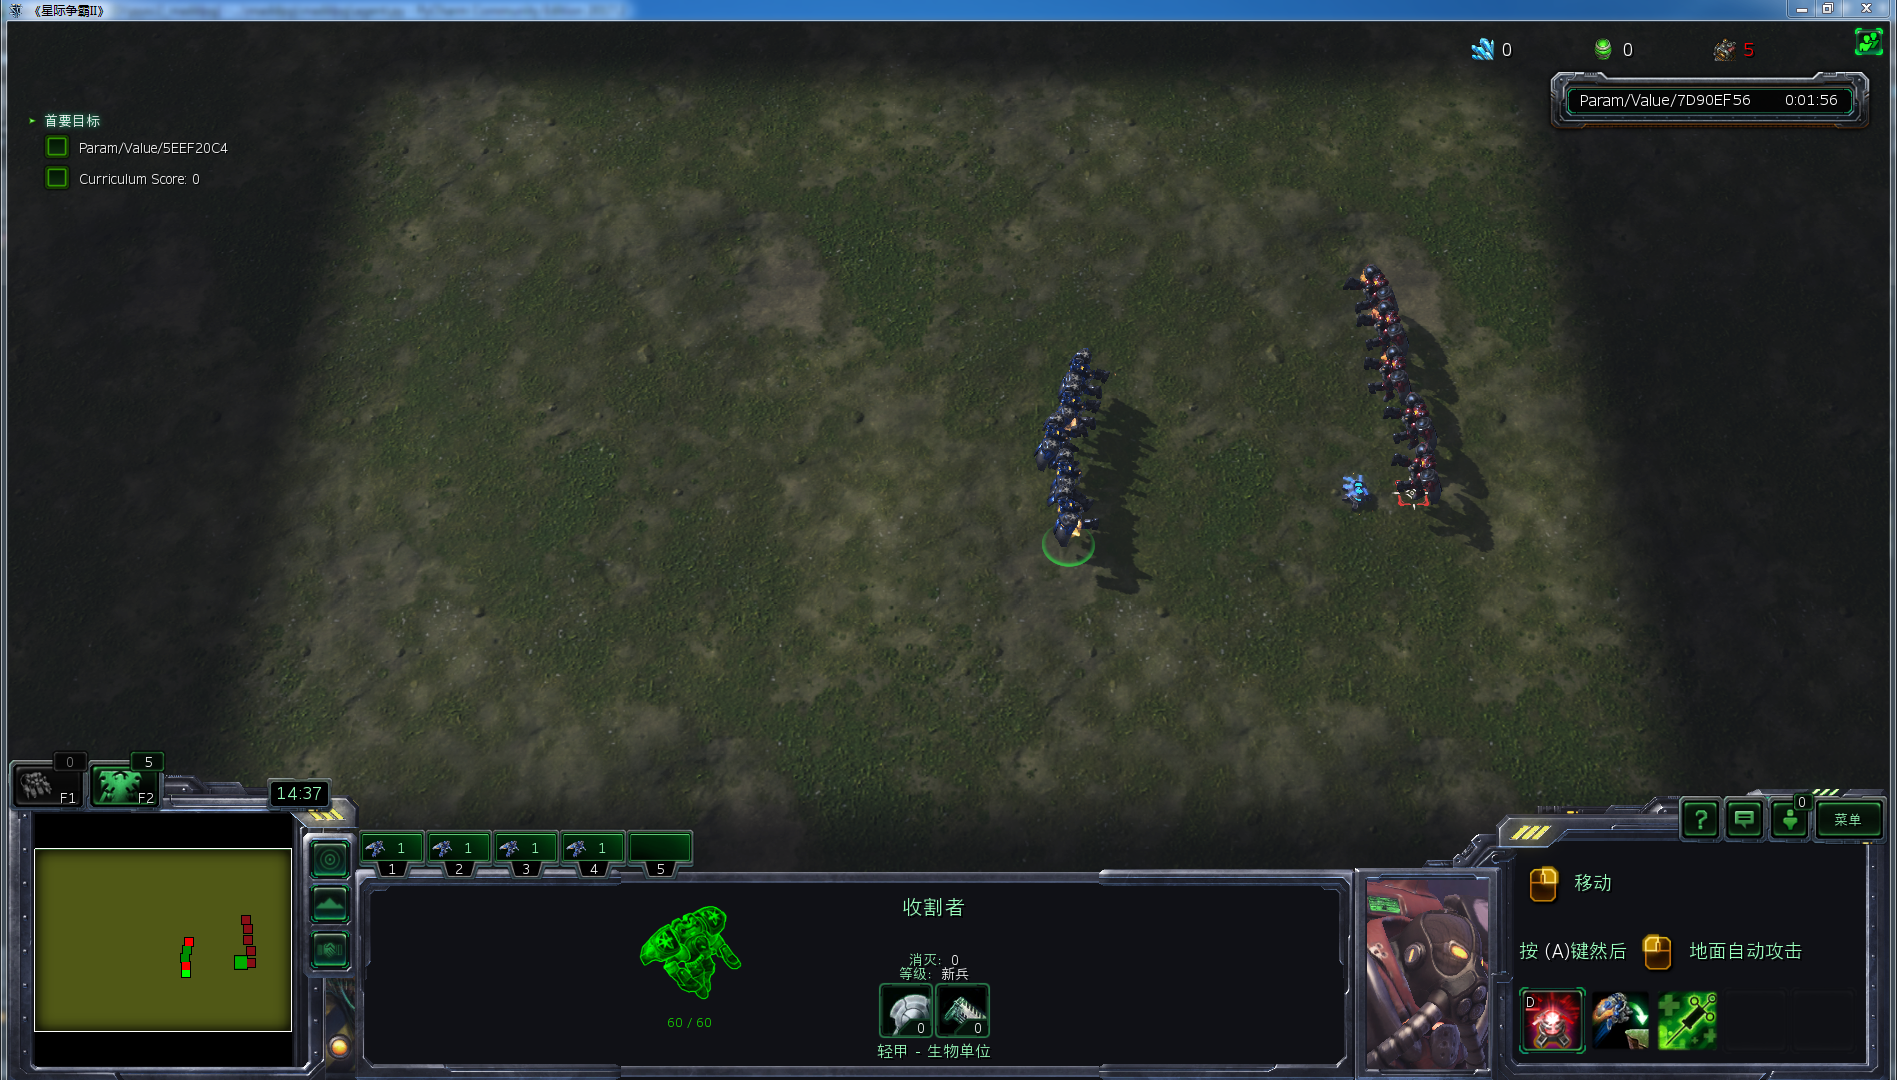 《星际争霸II》
0
0
5
Param/Value/7D90EF56 0:01:56
首要目标
Param/Value/5EEF20C4
Curriculum Score: 0
0
5
F1
F2
14:37
1
1
1
1
1
2
3
4
5
收割者
消灭: 0
等级: 新兵
0
0
60 / 60
轻甲 - 生物单位
?
0
菜单
移动
按 (A)键然后 地面自动攻击
D